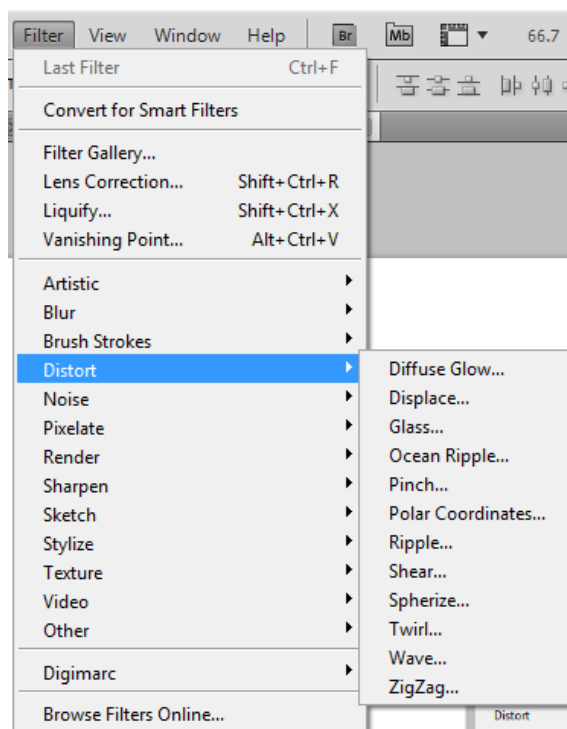 Filter View Window Help Br Mb 66.7
Last Filter Ctrl+F
Convert for Smart Filters
Filter Gallery...
Lens Correction... Shift+Ctrl+R
Liquify... Shift+Ctrl+X
Vanishing Point... Alt+Ctrl+V
Artistic
Blur
Brush Strokes
Distort
Noise
Pixelate
Render
Sharpen
Sketch
Stylize
Texture
Video
Other
Digimarc
Browse Filters Online...
Diffuse Glow...
Displace...
Glass...
Ocean Ripple...
Pinch...
Polar Coordinates...
Ripple...
Shear...
Spherize...
Twirl...
Wave...
ZigZag...
Distort